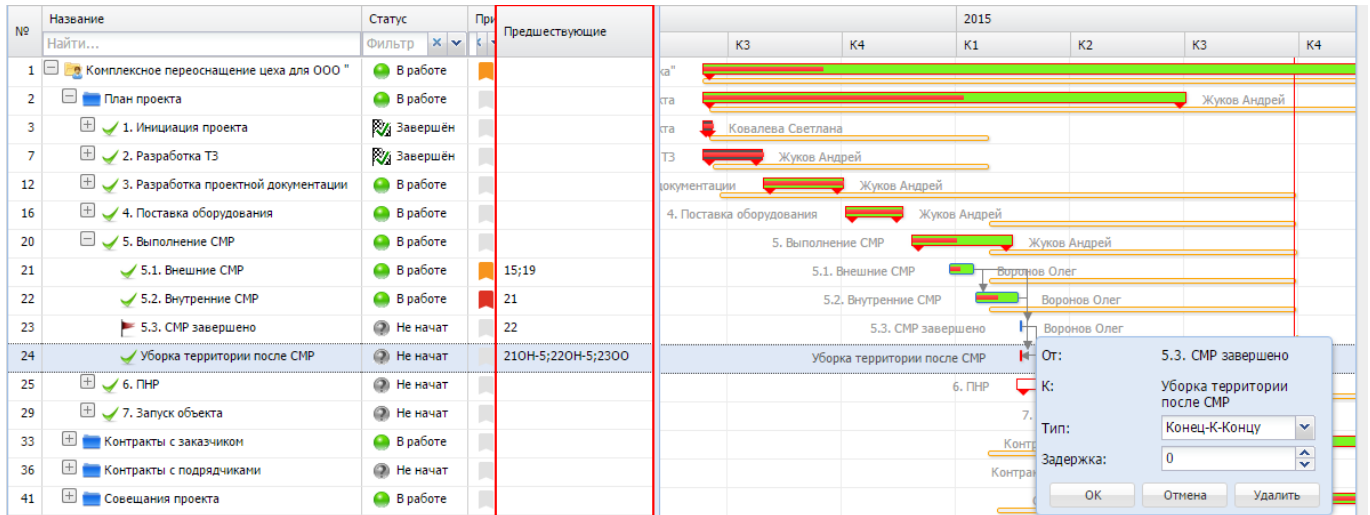 № Название Статус При Предшествующие 2015
Найти... Фильтр К3 К4 К1 К2 К3 К4
1 Комплексное переоснащение цеха для ООО " В работе ка"
2 План проекта В работе кта Жуков Андрей
3 1. Инициация проекта Завершён кта Ковалева Светлана
7 2. Разработка ТЗ Завершён ТЗ Жуков Андрей
12 3. Разработка проектной документации В работе документации Жуков Андрей
16 4. Поставка оборудования В работе 4. Поставка оборудования Жуков Андрей
20 5. Выполнение СМР В работе 5. Выполнение СМР Жуков Андрей
21 5.1. Внешние СМР В работе 15;19 5.1. Внешние СМР Воронов Олег
22 5.2. Внутренние СМР В работе 21 5.2. Внутренние СМР Воронов Олег
23 5.3. СМР завершено Не начат 22 5.3. СМР завершено Воронов Олег
24 Уборка территории после СМР Не начат 21ОН-5;22ОН-5;23ОО Уборка территории после СМР
25 6. ПНР Не начат 6. ПНР
29 7. Запуск объекта Не начат 7.
33 Контракты с заказчиком В работе Контр
36 Контракты с подрядчиками Не начат Контрак
41 Совещания проекта В работе
От: 5.3. СМР завершено
К: Уборка территории
после СМР
Тип: Конец-К-Концу
Задержка: 0
ОК Отмена Удалить